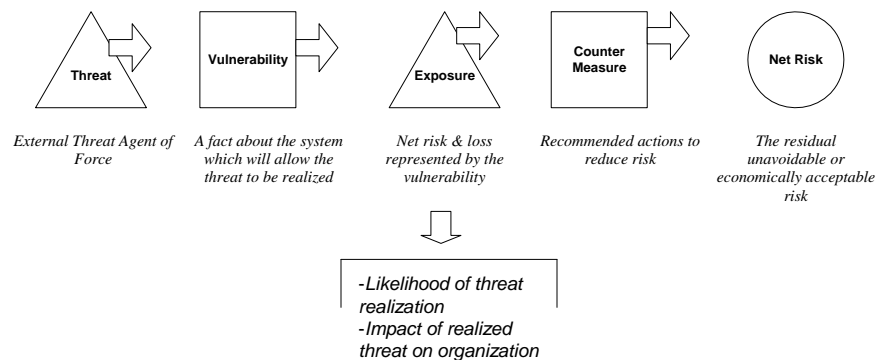 Threat
Vulnerability
Exposure
Counter
Measure
Net Risk
External Threat Agent of
Force
A fact about the system
which will allow the
threat to be realized
Net risk & loss
represented by the
vulnerability
Recommended actions to
reduce risk
The residual
unavoidable or
economically acceptable
risk
-Likelihood of threat
realization
-Impact of realized
threat on organization